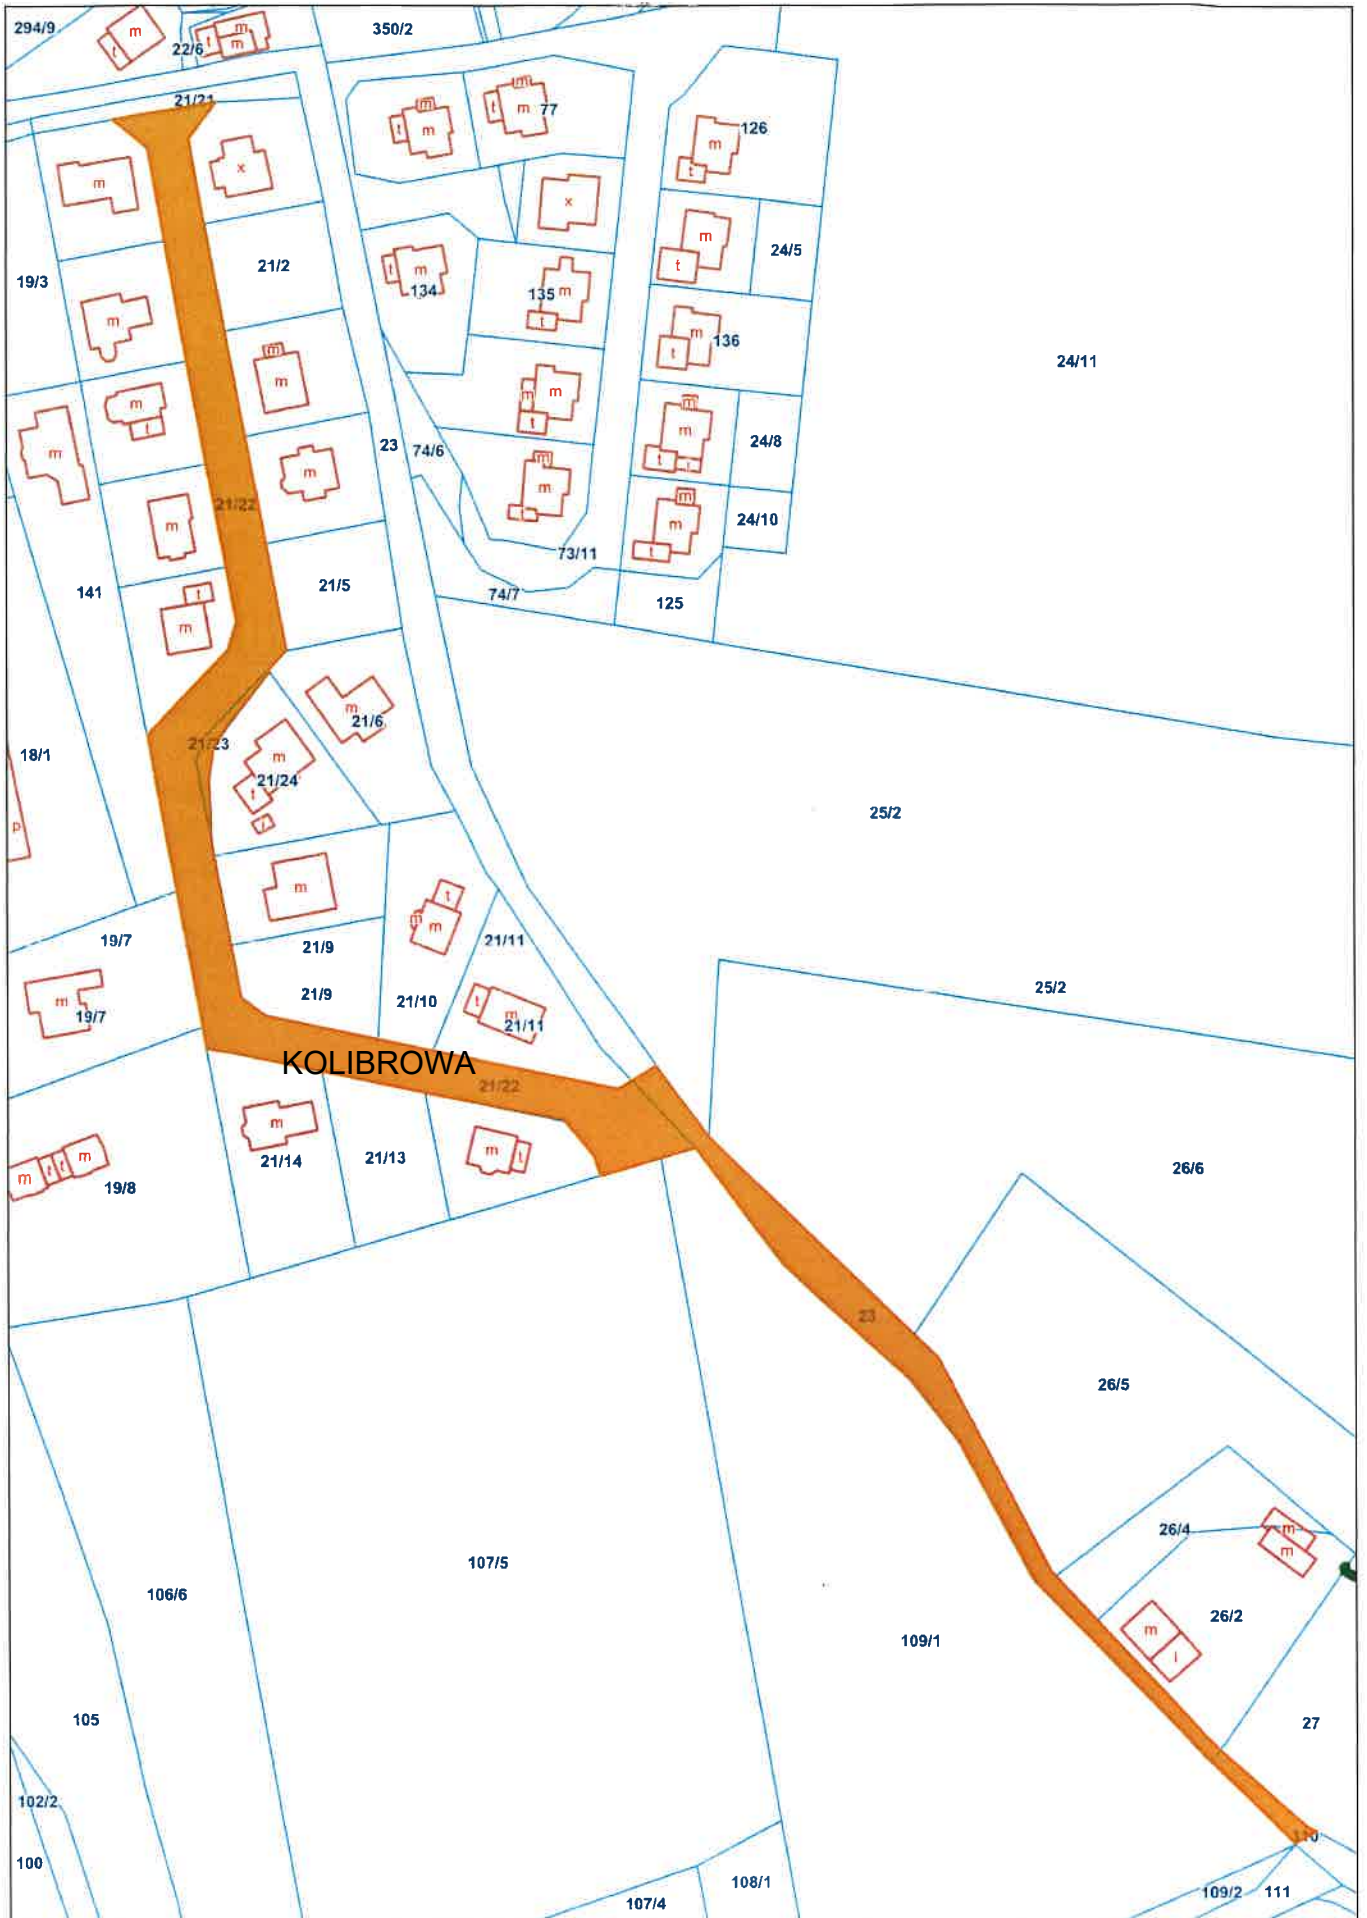 294/9
m
t
22/6
t
m
m
350/2
21/21
m
t
m
m
t
m
77
m
t
126
m
x
x
19/3
21/2
t
m
134
135
m
t
m
t
24/5
m
m
m
136
t
24/11
m
t
m
m
t
m
m
t
24/8
m
23
74/6
m
m
21/22
m
t
m
m
t
24/10
73/11
141
t
m
21/5
74/7
125
m
21/6
21/23
18/1
m
21/24
t
25/2
p
m
t
m
m
19/7
21/9
21/11
21/9
21/10
25/2
m
19/7
t
m
21/11
KOLIBROWA
21/22
m
21/14
21/13
m
t
m
t
t
m
19/8
26/6
23
26/5
26/4
m
m
107/5
106/6
26/2
109/1
m
105
27
102/2
110
100
108/1
107/4
109/2
111